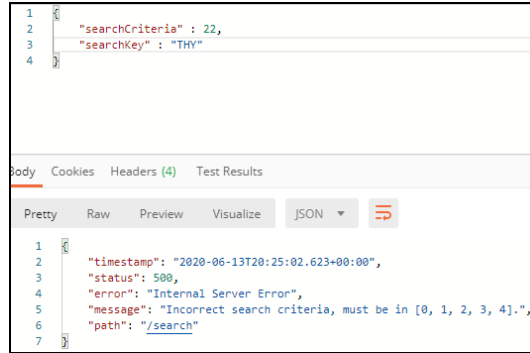 1 {
2 "searchCriteria" : 22,
3 "searchKey" : "THY"
4 }
Body Cookies Headers (4) Test Results
Pretty Raw Preview Visualize JSON
1 {
2 "timestamp": "2020-06-13T20:25:02.623+00:00",
3 "status": 500,
4 "error": "Internal Server Error",
5 "message": "Incorrect search criteria, must be in [0, 1, 2, 3, 4].",
6 "path": "/search"
7 }